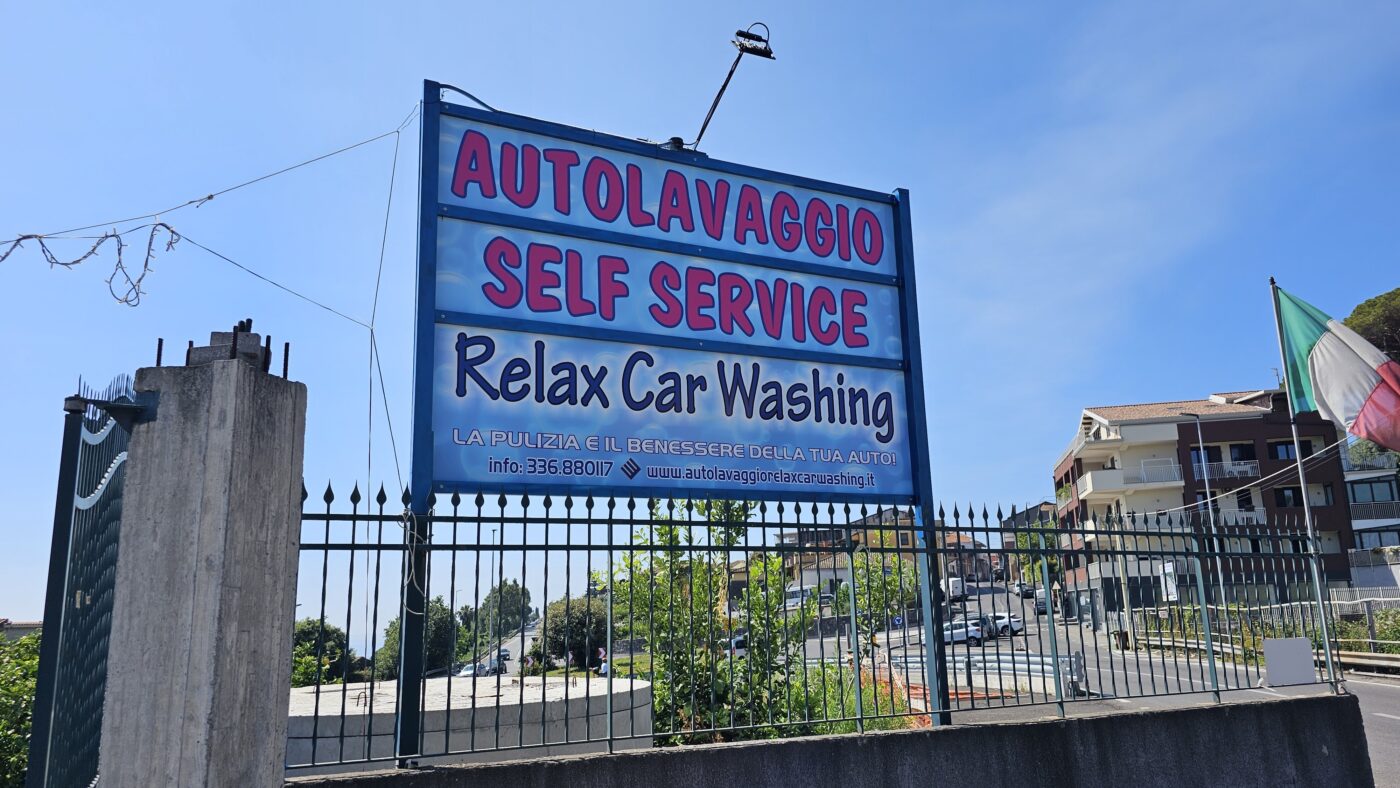 AUTOLAVAGGIO
SELF SERVICE
Relax Car Washing
LA PULIZIA E IL BENESSERE DELLA TUA AUTO!
info: 336.880117 www.autolavaggiorelaxcarwashing.it